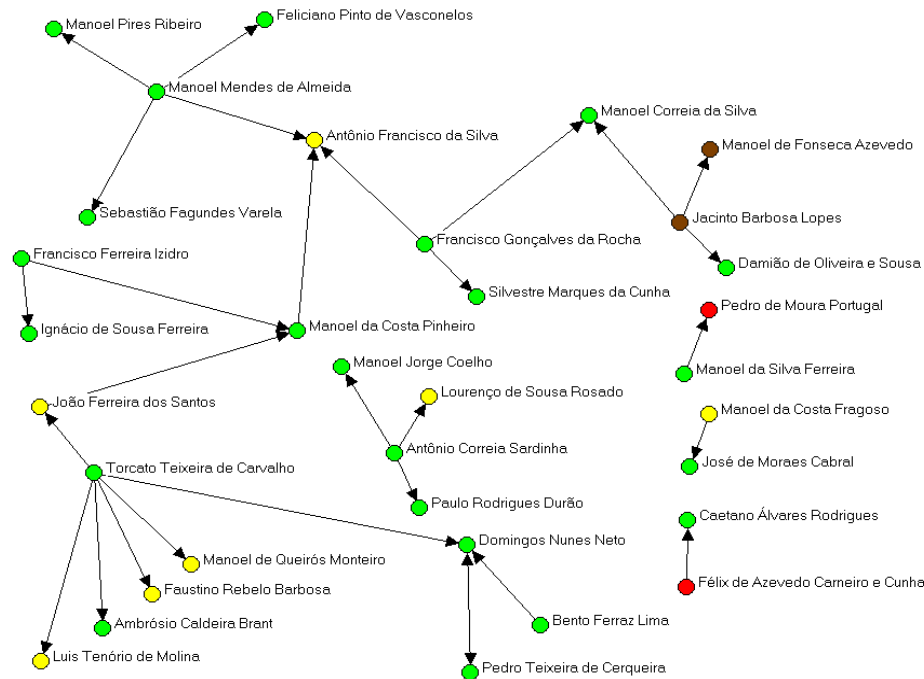 Feliciano Pinto de Vasconelos
Manoel Pires Ribeiro
Manoel Mendes de Almeida
Manoel Correia da Silva
Antônio Francisco da Silva
Manoel de Fonseca Azevedo
Sebastião Fagundes Varela
Jacinto Barbosa Lopes
Francisco Gonçalves da Rocha
Francisco Ferreira Izidro
Damião de Oliveira e Sousa
Silvestre Marques da Cunha
Pedro de Moura Portugal
Ignácio de Sousa Ferreira
Manoel da Costa Pinheiro
Manoel Jorge Coelho
Manoel da Silva Ferreira
Lourenço de Sousa Rosado
João Ferreira dos Santos
Manoel da Costa Fragoso
Antônio Correia Sardinha
José de Moraes Cabral
Torcato Teixeira de Carvalho
Paulo Rodrigues Durão
Caetano Álvares Rodrigues
Domingos Nunes Neto
Manoel de Queirós Monteiro
Félix de Azevedo Carneiro e Cunha
Faustino Rebelo Barbosa
Bento Ferraz Lima
Ambrósio Caldeira Brant
Luis Tenório de Molina
Pedro Teixeira de Cerqueira